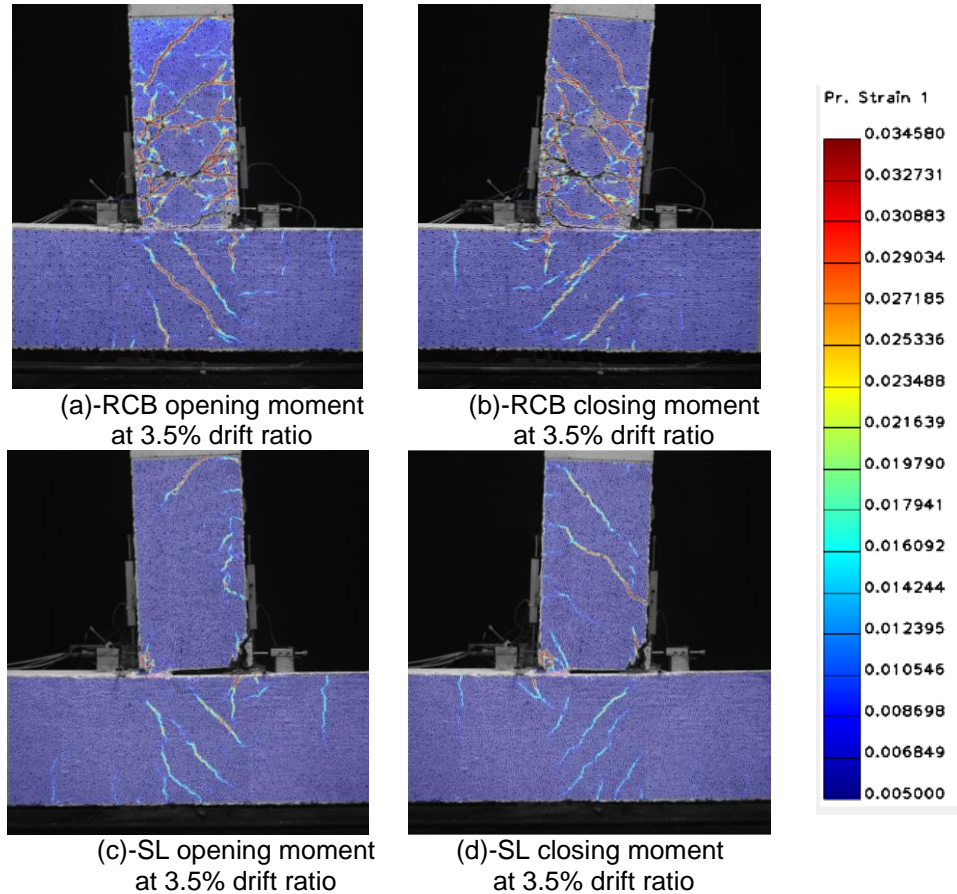 Pr. Strain 1
0.034580
0.032731
0.030883
0.029034
0.027185
0.025336
0.023488
0.021639
0.019790
0.017941
0.016092
0.014244
0.012395
0.010546
0.008698
0.006849
0.005000
(a)-RCB opening moment
at 3.5% drift ratio
(b)-RCB closing moment
at 3.5% drift ratio
(c)-SL opening moment
at 3.5% drift ratio
(d)-SL closing moment
at 3.5% drift ratio